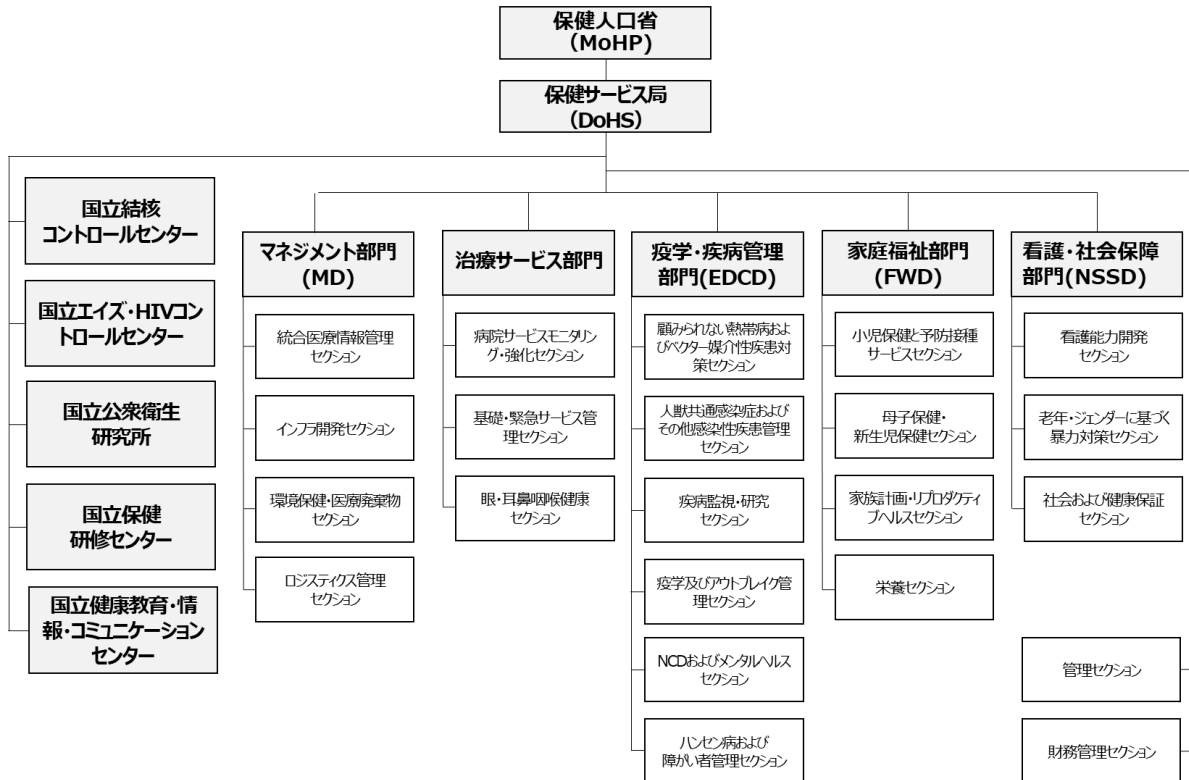 保健人口省
(MoHP)
保健サービス局
(DoHS)
国立結核
コントロールセンター
国立エイズ・HIVコン
トロールセンター
国立公衆衛生
研究所
国立保健
研修センター
国立健康教育・情
報・コミュニケーション
センター
マネジメント部門
(MD)
統合医療情報管理
セクション
インフラ開発セクション
環境保健・医療廃棄物
セクション
ロジスティクス管理
セクション
治療サービス部門
病院サービスモニタリン
グ・強化セクション
基礎・緊急サービス管
理セクション
眼・耳鼻咽喉健康
セクション
疫学・疾病管理
部門(EDCD)
顧みられない熱帯病およ
びベクター媒介性疾患対
策セクション
人獣共通感染症および
その他感染性疾患管理
セクション
疾病監視・研究
セクション
疫学及びアウトブレイク管
理セクション
NCDおよびメンタルヘルス
セクション
ハンセン病および
障がい者管理セクション
家庭福祉部門
(FWD)
小児保健と予防接種
サービスセクション
母子保健・
新生児保健セクション
家族計画・リプロダクティ
ブヘルスセクション
栄養セクション
看護・社会保障
部門(NSSD)
看護能力開発
セクション
老年・ジェンダーに基づく
暴力対策セクション
社会および健康保証
セクション
管理セクション
財務管理セクション